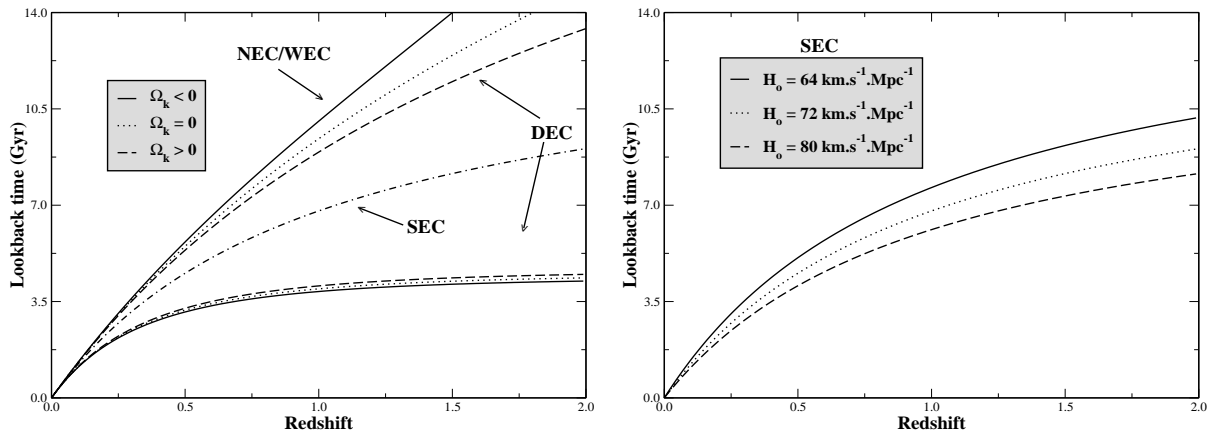 14.0
10.5
7.0
3.5
0.0
Lookback time (Gyr)
NEC/WEC
Ωk < 0
Ωk = 0
Ωk > 0
DEC
SEC
0.0 0.5 1.0 1.5 2.0
Redshift
14.0
10.5
7.0
3.5
0.0
Lookback time (Gyr)
SEC
Ho = 64 km.s-1.Mpc-1
Ho = 72 km.s-1.Mpc-1
Ho = 80 km.s-1.Mpc-1
0.0 0.5 1.0 1.5 2.0
Redshift